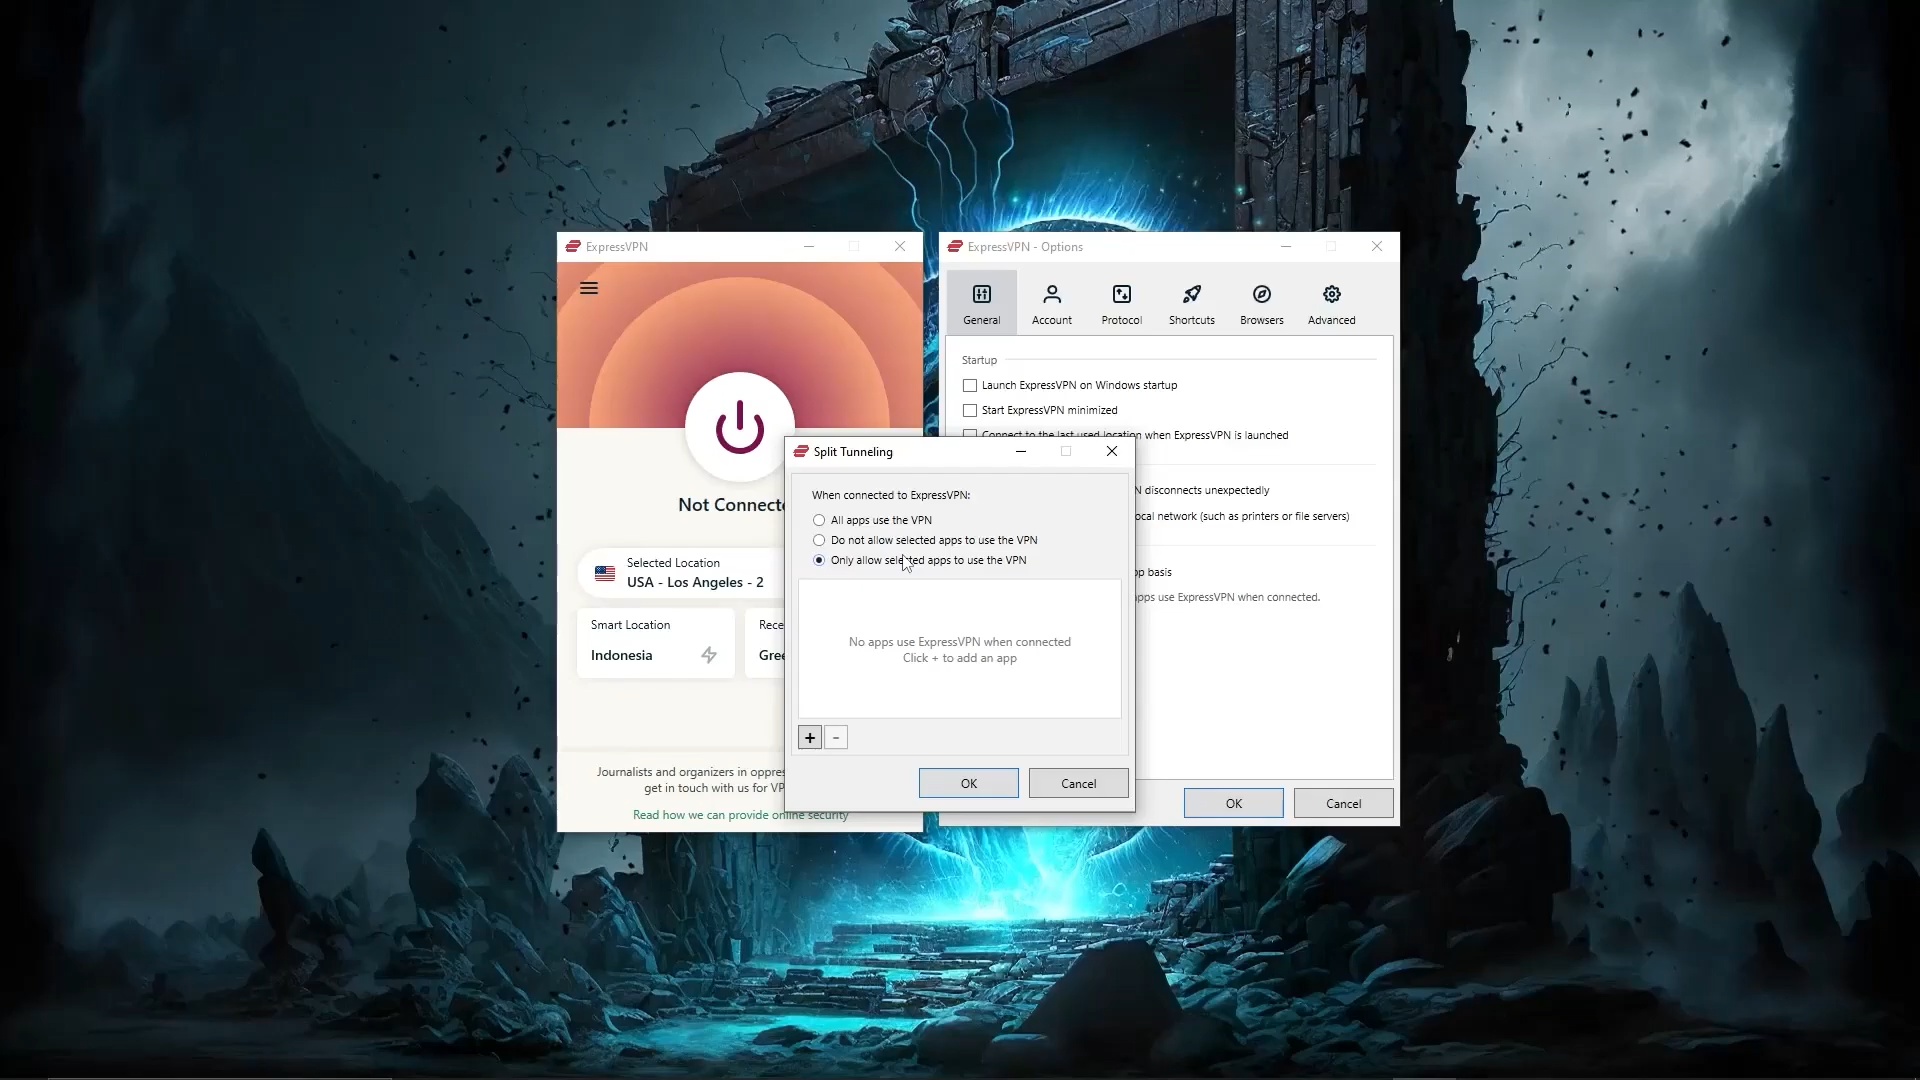 ExpressVPN
Not Connecte
Selected Location
USA - Los Angeles - 2
Smart Location
Indonesia
Rece
Gree
Journalists and organizers in oppres
get in touch with us for VP
Read how we can provide online security
ExpressVPN - Options
General
Account
Protocol
Shortcuts
Browsers
Advanced
Startup
Launch ExpressVPN on Windows startup
Start ExpressVPN minimized
Connect to the last used location when ExpressVPN is launched
N disconnects unexpectedly
ocal network (such as printers or file servers)
pp basis
apps use ExpressVPN when connected.
OK
Cancel
Split Tunneling
When connected to ExpressVPN:
All apps use the VPN
Do not allow selected apps to use the VPN
Only allow selected apps to use the VPN
No apps use ExpressVPN when connected
Click + to add an app
+
-
OK
Cancel